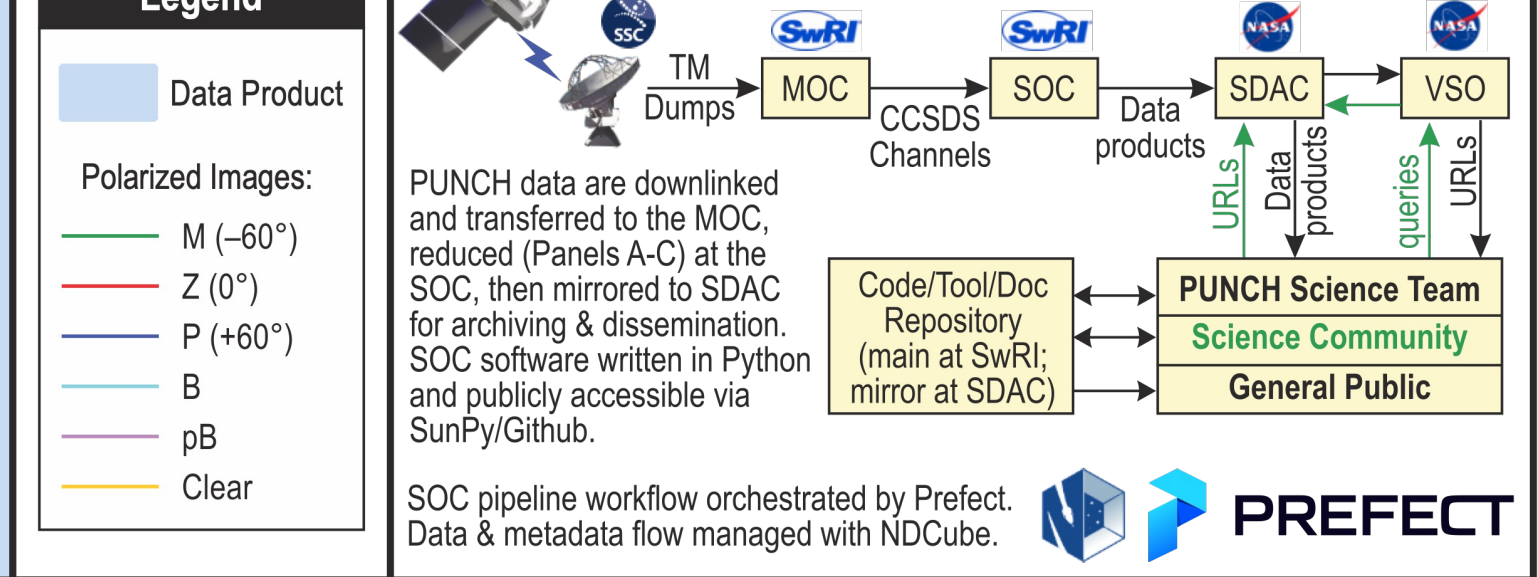 Legend
Data Product
Polarized Images:
M (–60°)
Z (0°)
P (+60°)
B
pB
Clear
SSC
SwRI
SwRI
NASA
NASA
TM
Dumps
MOC
CCSDS
Channels
SOC
Data
products
SDAC
VSO
URLs
Data
products
queries
URLs
PUNCH data are downlinked
and transferred to the MOC,
reduced (Panels A-C) at the
SOC, then mirrored to SDAC
for archiving & dissemination.
SOC software written in Python
and publicly accessible via
SunPy/Github.
Code/Tool/Doc
Repository
(main at SwRI;
mirror at SDAC)
PUNCH Science Team
Science Community
General Public
SOC pipeline workflow orchestrated by Prefect.
Data & metadata flow managed with NDCube.
PREFECT